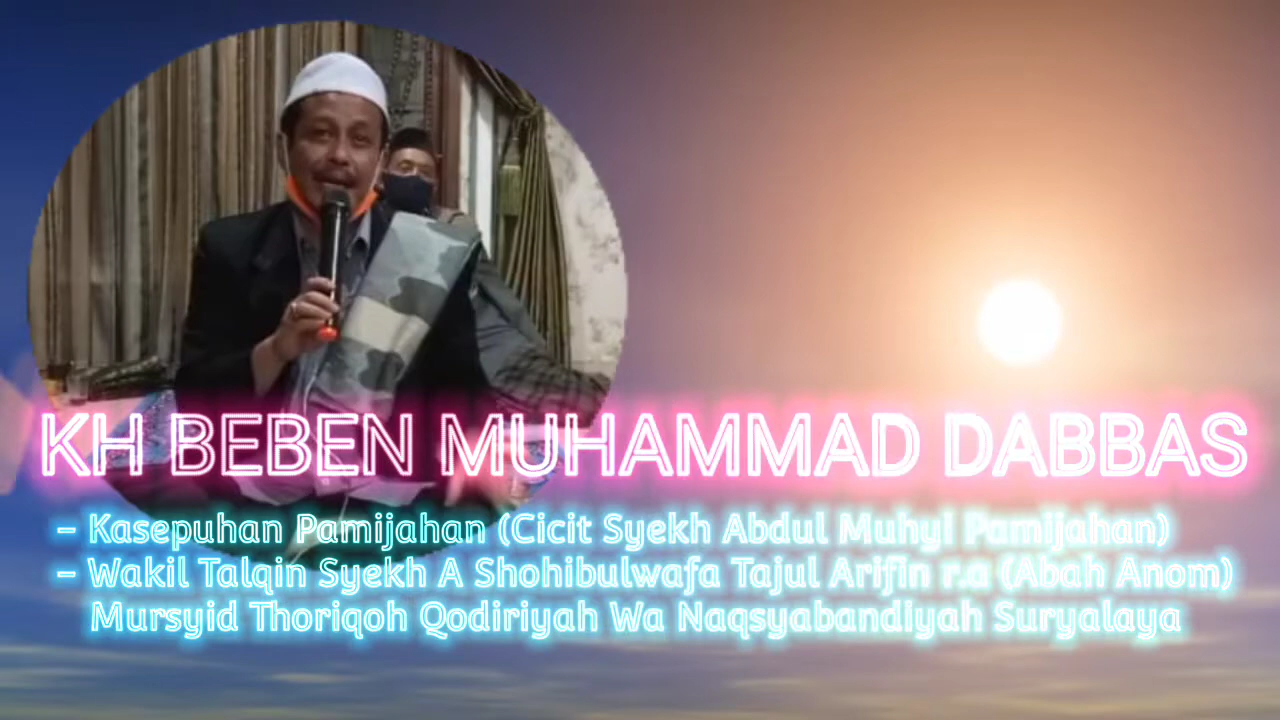 KH BEBEN MUHAMMAD DABBAS
- Kasepuhan Pamijahan (Cicit Syekh Abdul Muhyi Pamijahan)
- Wakil Talqin Syekh A Shohibulwafa Tajul Arifin r.a (Abah Anom)
Mursyid Thoriqoh Qodiriyah Wa Naqsyabandiyah Suryalaya